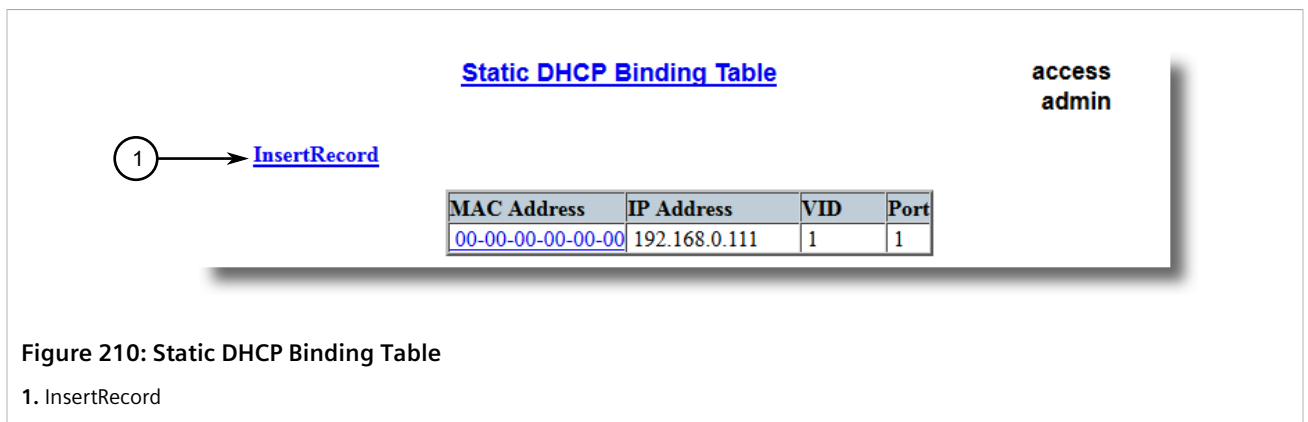 Static DHCP Binding Table
access
admin
1
InsertRecord
MAC Address IP Address VID Port
00-00-00-00-00-00 192.168.0.111 1 1
Figure 210: Static DHCP Binding Table
1. InsertRecord